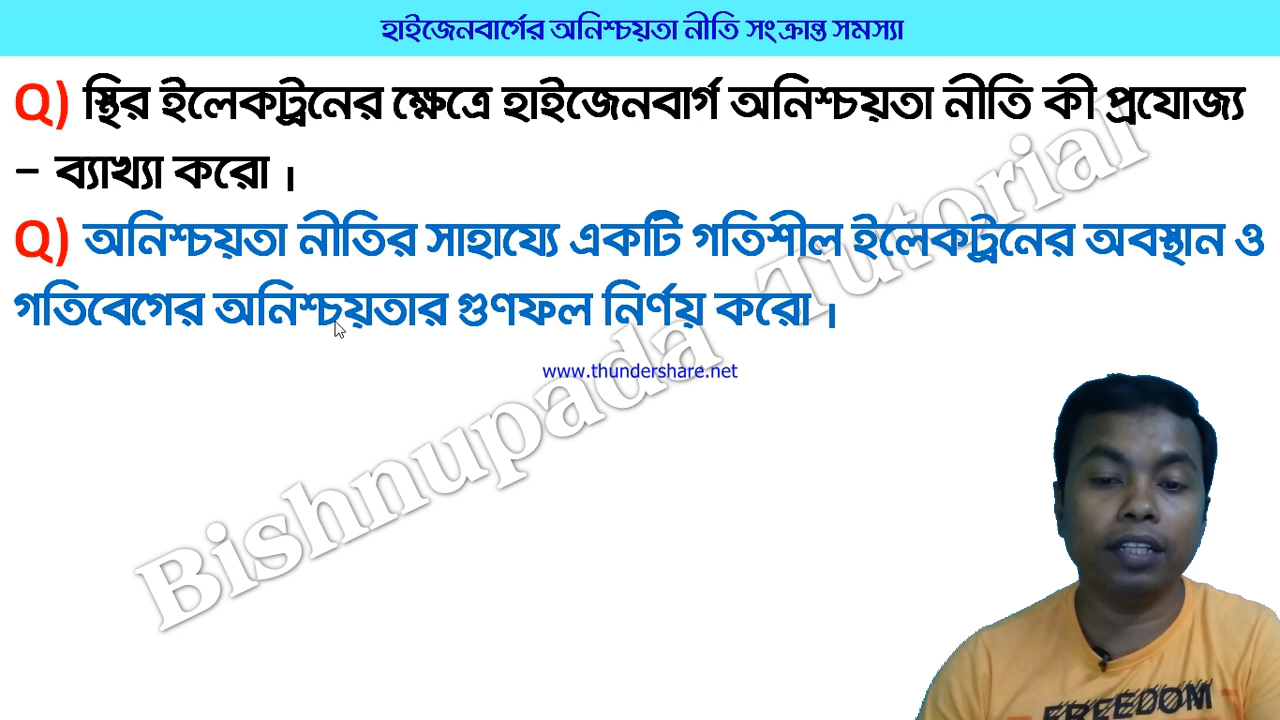 হাইজেনবার্গের অনিশ্চয়তা নীতি সংক্রান্ত সমস্যা
Q) স্থির ইলেকট্রনের ক্ষেত্রে হাইজেনবার্গ অনিশ্চয়তা নীতি কী প্রযোজ্য
– ব্যাখ্যা করো ।
Q) অনিশ্চয়তা নীতির সাহায্যে একটি গতিশীল ইলেকট্রনের অবস্থান ও
গতিবেগের অনিশ্চয়তার গুণফল নির্ণয় করো ।
www.thundershare.net
Bishnupada Tutorial
FREEDOM